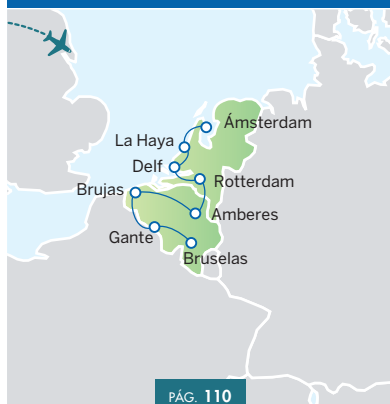 Ámsterdam
La Haya
Delf
Rotterdam
Brujas
Amberes
Gante
Bruselas
PÁG. 110